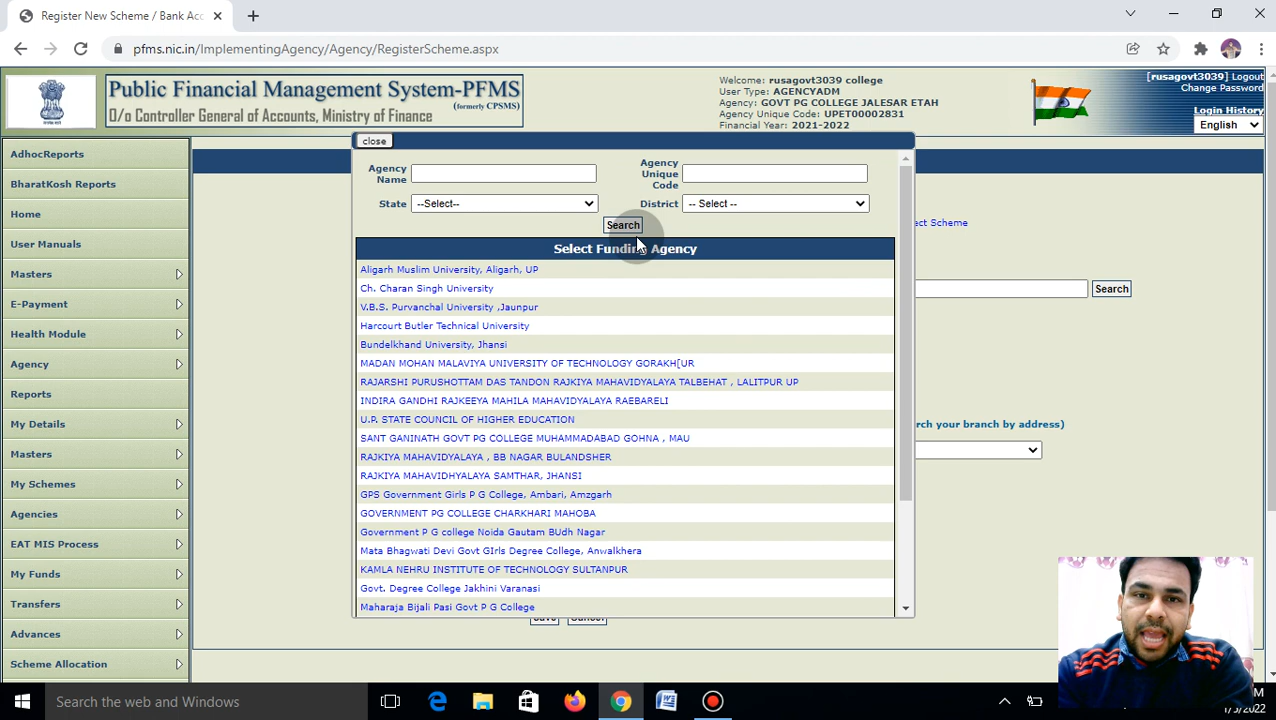 Register New Scheme / Bank Acc
pfms.nic.in/ImplementingAgency/Agency/RegisterScheme.aspx
Public Financial Management System-PFMS
(formerly CPSMS)
O/o Controller General of Accounts, Ministry of Finance
Welcome: rusagovt3039 college
User Type: AGENCYADM
Agency: GOVT PG COLLEGE JALESAR ETAH
Agency Unique Code: UPET00002831
Financial Year: 2021-2022
[rusagovt3039] Logout
Change Password
Login History
English
AdhocReports
BharatKosh Reports
Home
User Manuals
Masters
E-Payment
Health Module
Agency
Reports
My Details
Masters
My Schemes
Agencies
EAT MIS Process
My Funds
Transfers
Advances
Scheme Allocation
close
Agency Name
Agency Unique Code
State --Select--
District -- Select --
Search
Select Funding Agency
Aligarh Muslim University, Aligarh, UP
Ch. Charan Singh University
V.B.S. Purvanchal University ,Jaunpur
Harcourt Butler Technical University
Bundelkhand University, Jhansi
MADAN MOHAN MALAVIYA UNIVERSITY OF TECHNOLOGY GORAKH[UR
RAJARSHI PURUSHOTTAM DAS TANDON RAJKIYA MAHAVIDYALAYA TALBEHAT , LALITPUR UP
INDIRA GANDHI RAJKEEYA MAHILA MAHAVIDYALAYA RAEBARELI
U.P. STATE COUNCIL OF HIGHER EDUCATION
SANT GANINATH GOVT PG COLLEGE MUHAMMADABAD GOHNA , MAU
RAJKIYA MAHAVIDYALAYA , BB NAGAR BULANDSHER
RAJKIYA MAHAVIDHYALAYA SAMTHAR, JHANSI
GPS Government Girls P G College, Ambari, Amzgarh
GOVERNMENT PG COLLEGE CHARKHARI MAHOBA
Government P G college Noida Gautam BUdh Nagar
Mata Bhagwati Devi Govt GIrls Degree College, Anwalkhera
KAMLA NEHRU INSTITUTE OF TECHNOLOGY SULTANPUR
Govt. Degree College Jakhini Varanasi
Maharaja Bijali Pasi Govt P G College
ect Scheme
Search
rch your branch by address)
Save Cancel
Search the web and Windows